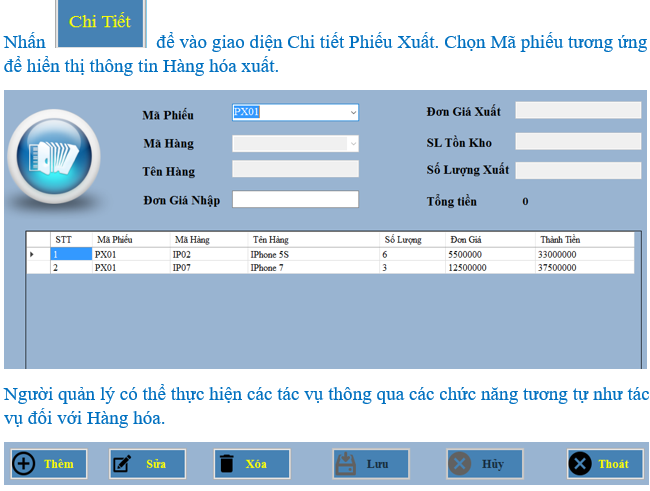 Chi Tiết
Nhấn để vào giao diện Chi tiết Phiếu Xuất. Chọn Mã phiếu tương ứng
để hiển thị thông tin Hàng hóa xuất.
Mã Phiếu PX01 Đơn Giá Xuất
Mã Hàng SL Tồn Kho
Tên Hàng Số Lượng Xuất
Đơn Giá Nhập Tổng tiền 0
STT Mã Phiếu Mã Hàng Tên Hàng Số Lượng Đơn Giá Thành Tiền
1 PX01 IP02 IPhone 5S 6 5500000 33000000
2 PX01 IP07 IPhone 7 3 12500000 37500000
Người quản lý có thể thực hiện các tác vụ thông qua các chức năng tương tự như tác
vụ đối với Hàng hóa.
Thêm Sửa Xóa Lưu Hủy Thoát